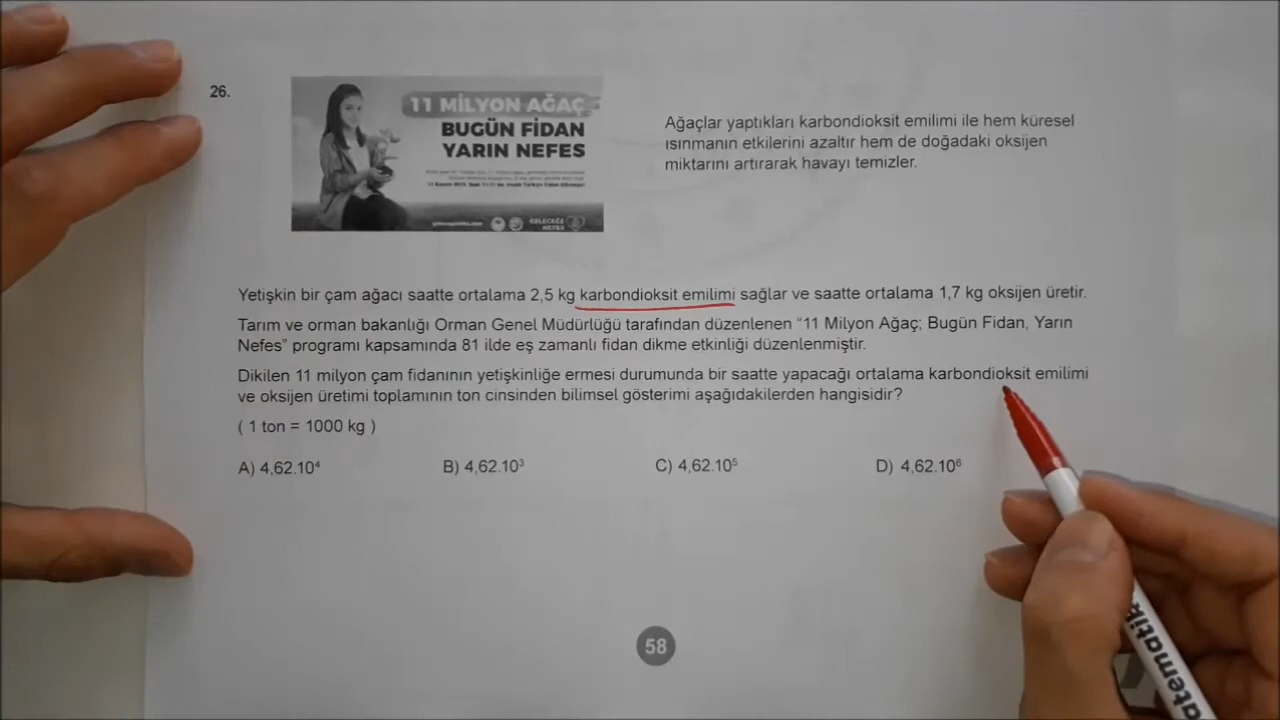 26.
11 MİLYON AĞAÇ
BUGÜN FİDAN
YARIN NEFES
GELECEĞE
NEFES
Ağaçlar yaptıkları karbondioksit emilimi ile hem küresel
ısınmanın etkilerini azaltır hem de doğadaki oksijen
miktarını artırarak havayı temizler.
Yetişkin bir çam ağacı saatte ortalama 2,5 kg karbondioksit emilimi sağlar ve saatte ortalama 1,7 kg oksijen üretir.
Tarım ve orman bakanlığı Orman Genel Müdürlüğü tarafından düzenlenen “11 Milyon Ağaç; Bugün Fidan, Yarın
Nefes” programı kapsamında 81 ilde eş zamanlı fidan dikme etkinliği düzenlenmiştir.
Dikilen 11 milyon çam fidanının yetişkinliğe ermesi durumunda bir saatte yapacağı ortalama karbondioksit emilimi
ve oksijen üretimi toplamının ton cinsinden bilimsel gösterimi aşağıdakilerden hangisidir?
( 1 ton = 1000 kg )
A) 4,62.10⁴ B) 4,62.10³ C) 4,62.10⁵ D) 4,62.10⁶
58
atematik